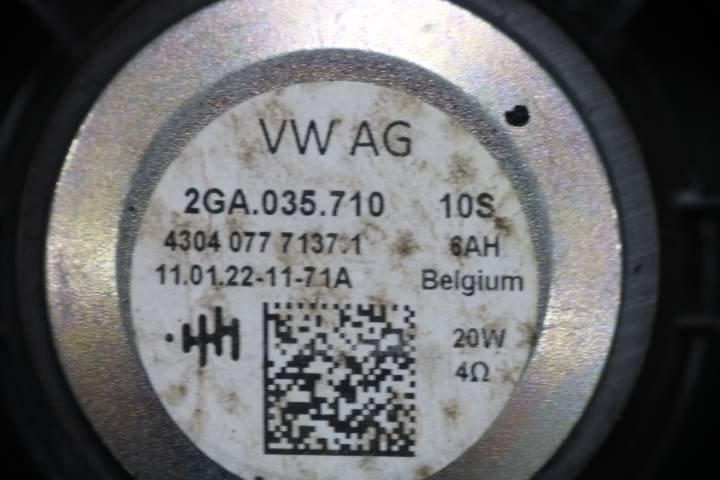 VW AG
2GA.035.710 10S
4304 077 7137.1 6AH
11.01.22-11-71A Belgium
20W
4Ω